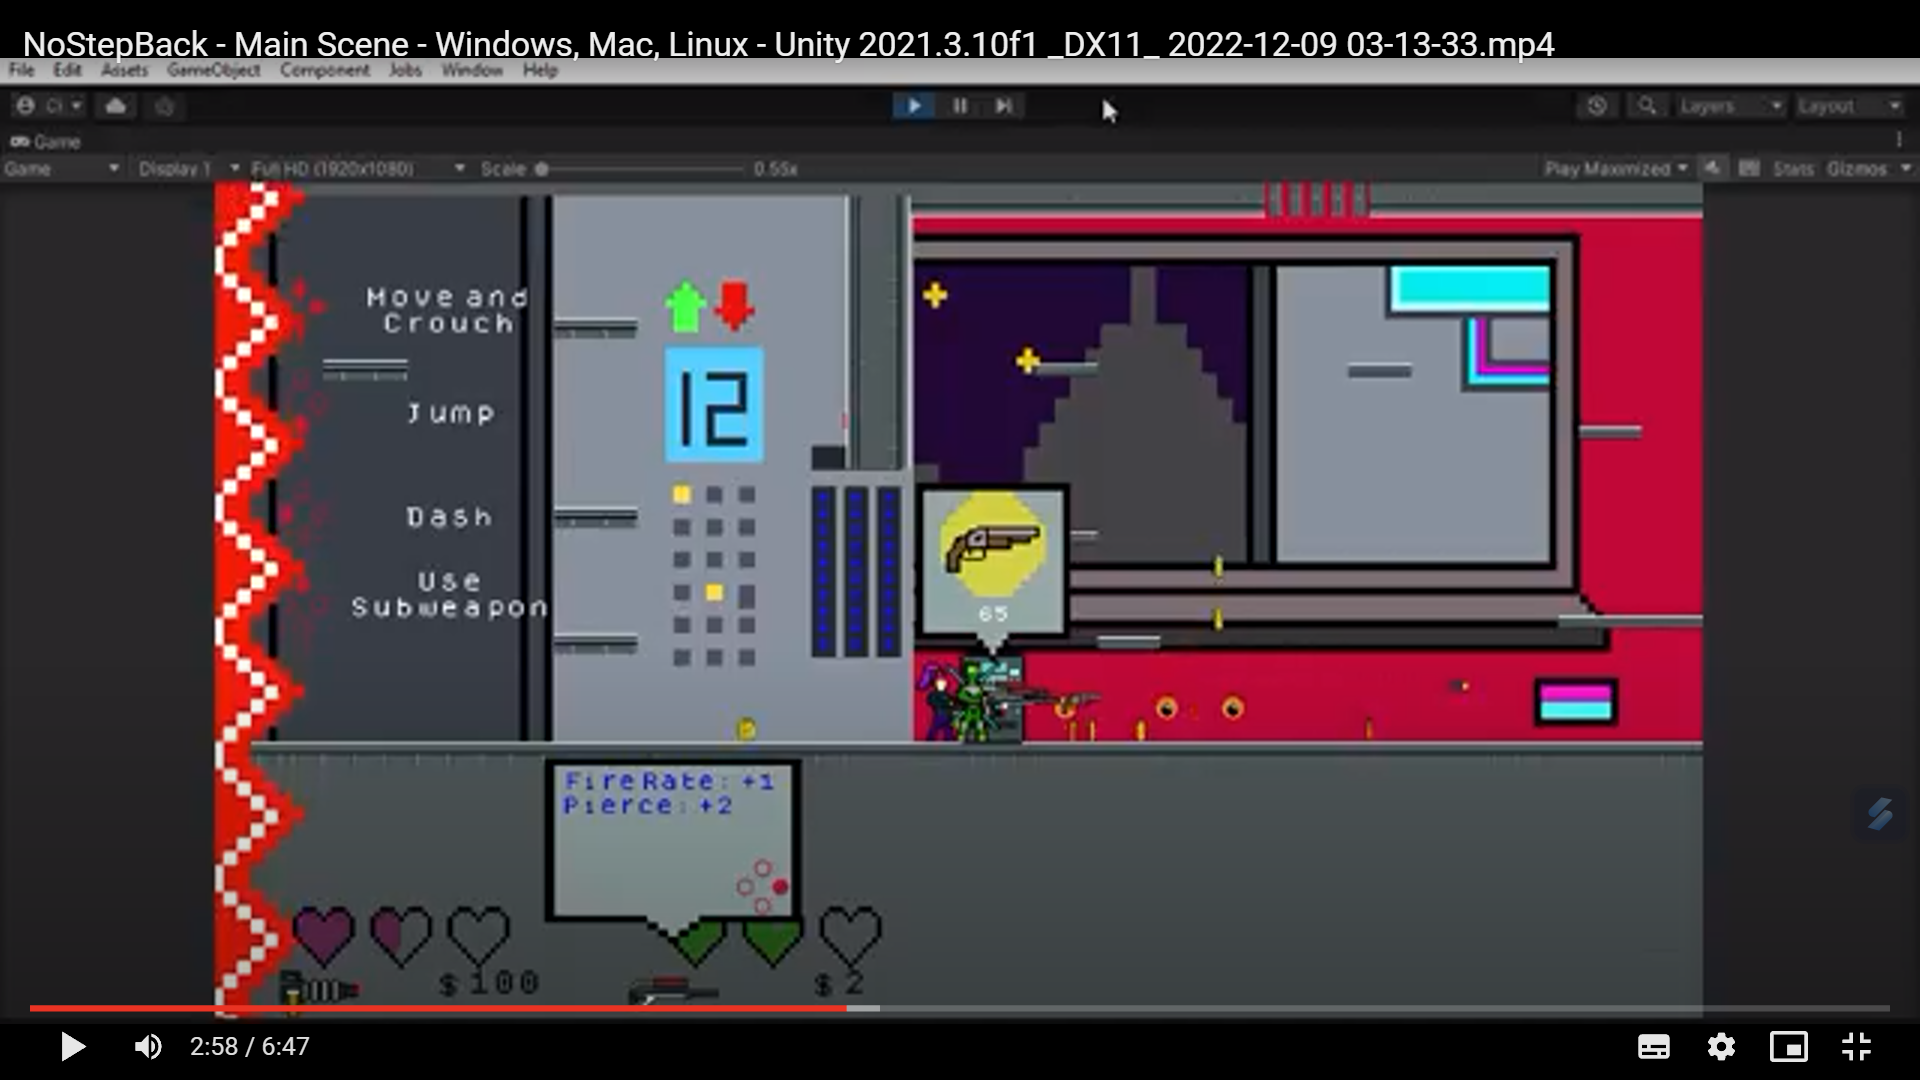 NoStepBack - Main Scene - Windows, Mac, Linux - Unity 2021.3.10f1 _DX11_ 2022-12-09 03-13-33.mp4
File Edit Assets GameObject Component Jobs Window Help
Layers Layout
Game
Game Display 1 Full HD (1920x1080) Scale 0.55x Play Maximized Stats Gizmos
Move and
Crouch
Jump
12
Dash
Use
Subweapon
65
FireRate: +1
Pierce: +2
$100
$2
2:58 / 6:47